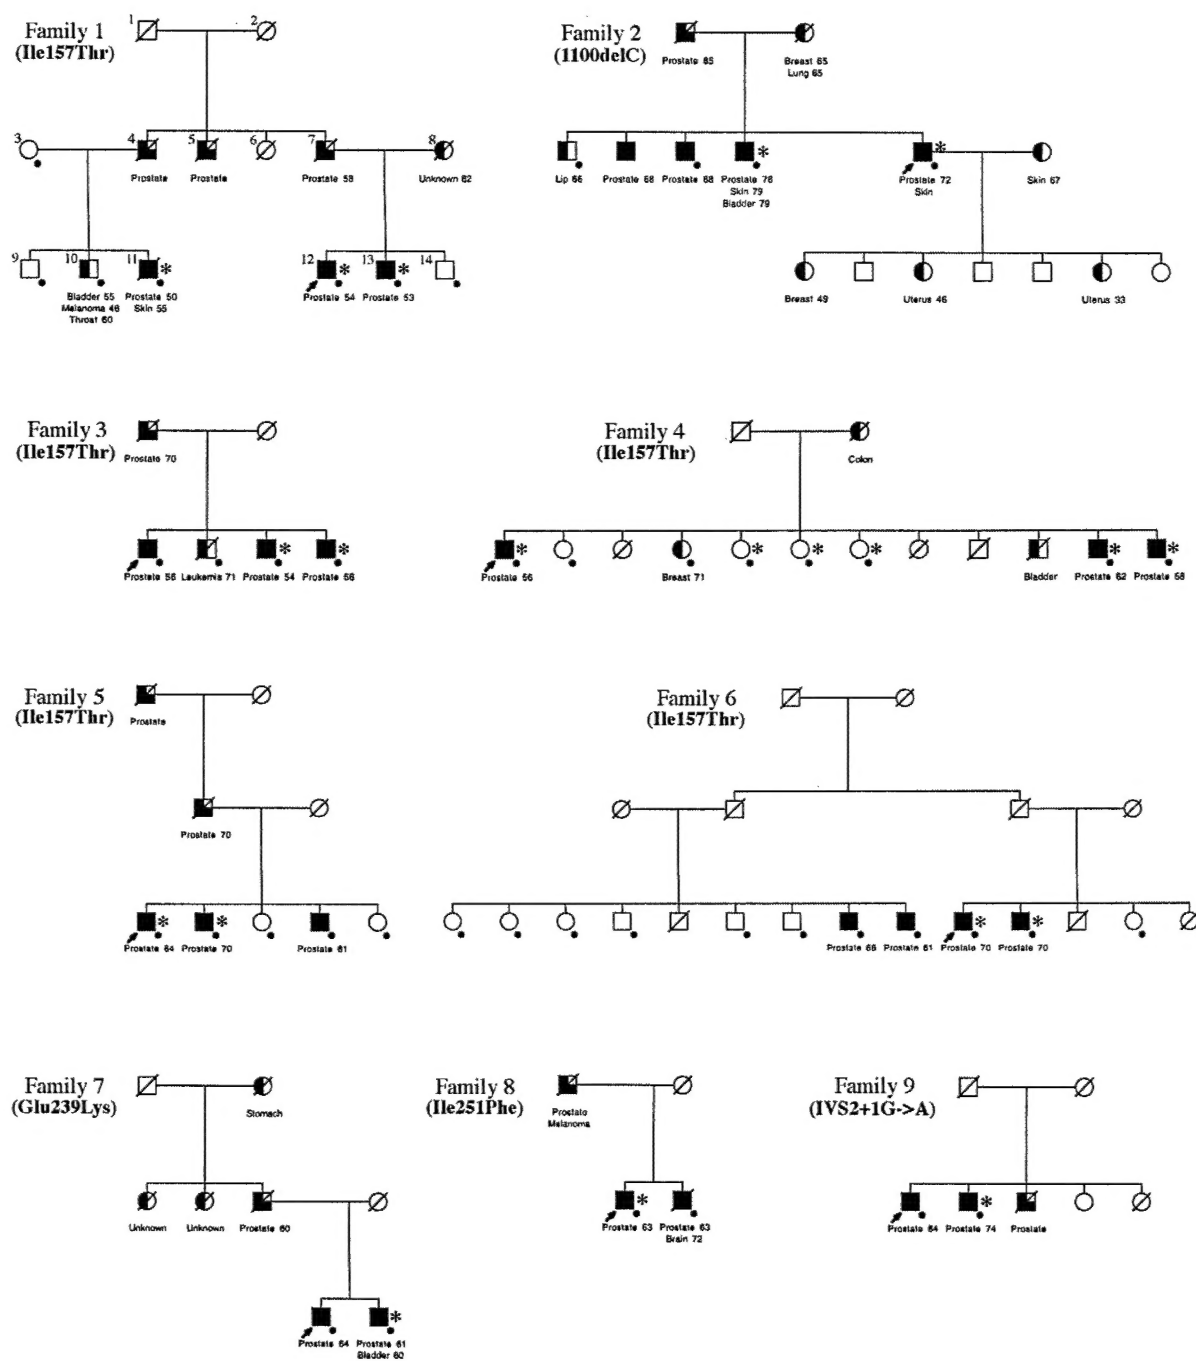 Family 1
(Ile157Thr)
1
2
3
4
5
6
7
8
Prostate
Prostate
Prostate 58
Unknown 62
9
10
11
12
13
14
Bladder 55
Melanoma 46
Throat 60
Prostate 50
Skin 55
Prostate 54
Prostate 53
* * *
Family 2
(1100delC)
Prostate 85
Breast 65
Lung 65
Lip 66
Prostate 68
Prostate 68
Prostate 76
Skin 79
Bladder 79
Prostate 72
Skin
Skin 67
* *
Breast 49
Uterus 46
Uterus 33
Family 3
(Ile157Thr)
Prostate 70
Prostate 56
Leukemia 71
Prostate 54
Prostate 56
* *
Family 4
(Ile157Thr)
Colon
Prostate 56
Breast 71
Bladder
Prostate 62
Prostate 58
* * * * * *
Family 5
(Ile157Thr)
Prostate
Prostate 70
Prostate 64
Prostate 70
Prostate 61
* *
Family 6
(Ile157Thr)
Prostate 66
Prostate 61
Prostate 70
Prostate 70
* *
Family 7
(Glu239Lys)
Stomach
Unknown
Unknown
Prostate 60
Prostate 64
Prostate 61
Bladder 60
*
Family 8
(Ile251Phe)
Prostate
Melanoma
Prostate 63
Prostate 63
Brain 72
*
Family 9
(IVS2+1G->A)
Prostate 64
Prostate 74
Prostate
*